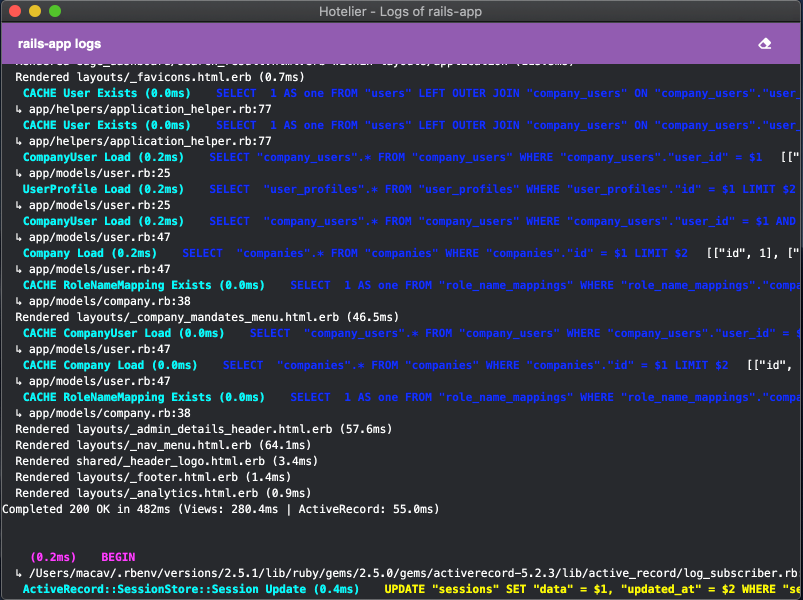 Hotelier - Logs of rails-app
rails-app logs
Rendered layouts/_favicons.html.erb (0.7ms)
CACHE User Exists (0.0ms) SELECT 1 AS one FROM "users" LEFT OUTER JOIN "company_users" ON "company_users"."user_
↳ app/helpers/application_helper.rb:77
CACHE User Exists (0.0ms) SELECT 1 AS one FROM "users" LEFT OUTER JOIN "company_users" ON "company_users"."user_
↳ app/helpers/application_helper.rb:77
CompanyUser Load (0.2ms) SELECT "company_users".* FROM "company_users" WHERE "company_users"."user_id" = $1 [["
↳ app/models/user.rb:25
UserProfile Load (0.2ms) SELECT "user_profiles".* FROM "user_profiles" WHERE "user_profiles"."id" = $1 LIMIT $2
↳ app/models/user.rb:25
CompanyUser Load (0.2ms) SELECT "company_users".* FROM "company_users" WHERE "company_users"."user_id" = $1 AND
↳ app/models/user.rb:47
Company Load (0.2ms) SELECT "companies".* FROM "companies" WHERE "companies"."id" = $1 LIMIT $2 [["id", 1], ["
↳ app/models/user.rb:47
CACHE RoleNameMapping Exists (0.0ms) SELECT 1 AS one FROM "role_name_mappings" WHERE "role_name_mappings"."compa
↳ app/models/company.rb:38
Rendered layouts/_company_mandates_menu.html.erb (46.5ms)
CACHE CompanyUser Load (0.0ms) SELECT "company_users".* FROM "company_users" WHERE "company_users"."user_id" = $
↳ app/models/user.rb:47
CACHE Company Load (0.0ms) SELECT "companies".* FROM "companies" WHERE "companies"."id" = $1 LIMIT $2 [["id",
↳ app/models/user.rb:47
CACHE RoleNameMapping Exists (0.0ms) SELECT 1 AS one FROM "role_name_mappings" WHERE "role_name_mappings"."compa
↳ app/models/company.rb:38
Rendered layouts/_admin_details_header.html.erb (57.6ms)
Rendered layouts/_nav_menu.html.erb (64.1ms)
Rendered shared/_header_logo.html.erb (3.4ms)
Rendered layouts/_footer.html.erb (1.4ms)
Rendered layouts/_analytics.html.erb (0.9ms)
Completed 200 OK in 482ms (Views: 280.4ms | ActiveRecord: 55.0ms)
(0.2ms) BEGIN
↳ /Users/macav/.rbenv/versions/2.5.1/lib/ruby/gems/2.5.0/gems/activerecord-5.2.3/lib/active_record/log_subscriber.rb
ActiveRecord::SessionStore::Session Update (0.4ms) UPDATE "sessions" SET "data" = $1, "updated_at" = $2 WHERE "se